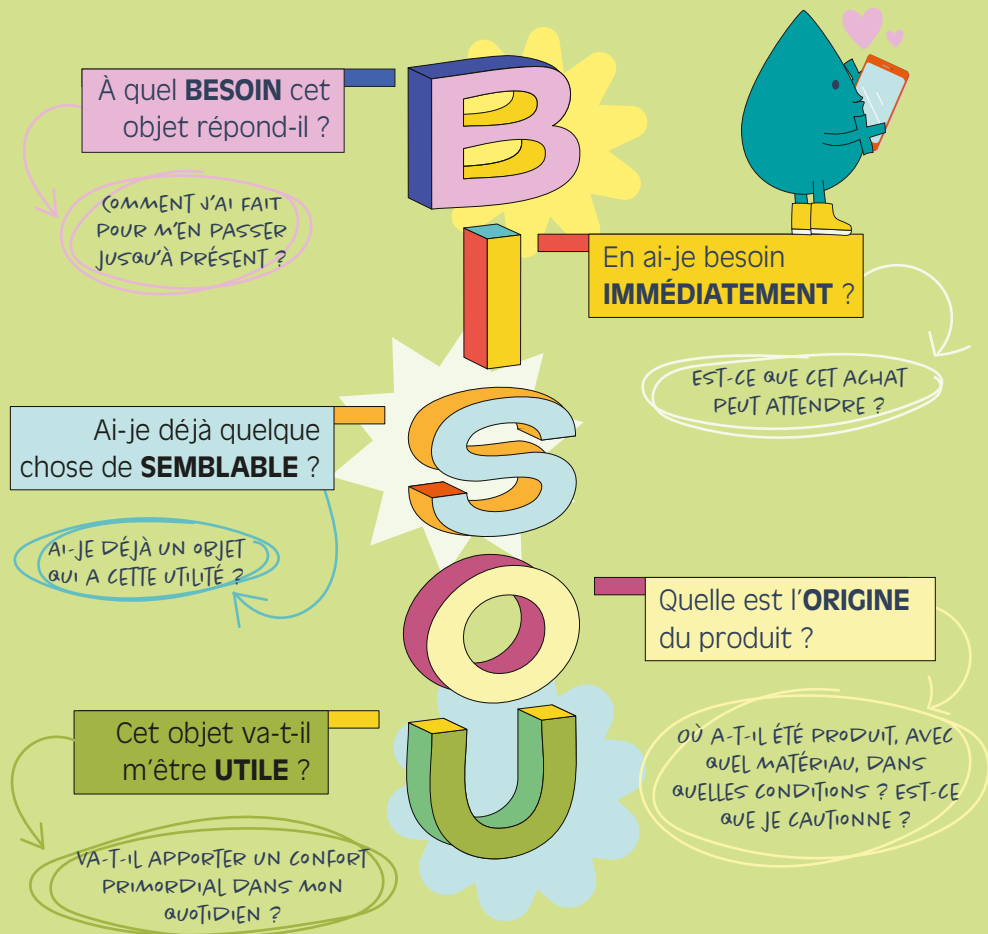 B
À quel BESOIN cet
objet répond-il ?
COMMENT J'AI FAIT
POUR M'EN PASSER
JUSQU'À PRÉSENT ?
I
En ai-je besoin
IMMÉDIATEMENT ?
EST-CE QUE CET ACHAT
PEUT ATTENDRE ?
S
Ai-je déjà quelque
chose de SEMBLABLE ?
AI-JE DÉJÀ UN OBJET
QUI A CETTE UTILITÉ ?
O
Quelle est l'ORIGINE
du produit ?
OÙ A-T-IL ÉTÉ PRODUIT, AVEC
QUEL MATÉRIAU, DANS
QUELLES CONDITIONS ? EST-CE
QUE JE CAUTIONNE ?
U
Cet objet va-t-il
m'être UTILE ?
VA-T-IL APPORTER UN CONFORT
PRIMORDIAL DANS MON
QUOTIDIEN ?